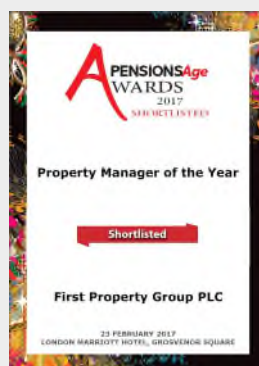 PENSIONSAge
AWARDS
2017
SHORTLISTED
Property Manager of the Year
Shortlisted
First Property Group PLC
23 FEBRUARY 2017
LONDON MARRIOTT HOTEL, GROSVENOR SQUARE